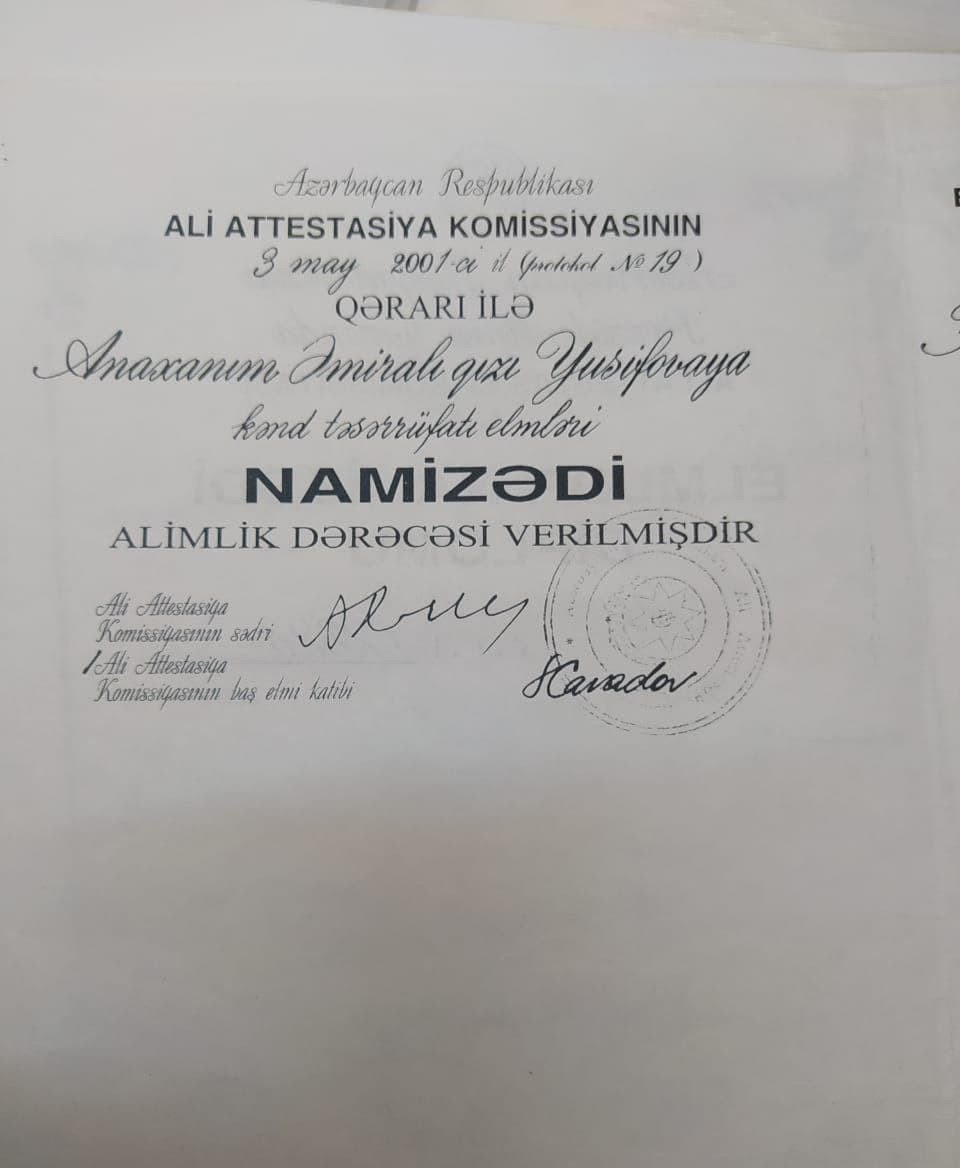 Azərbaycan Respublikası
ALİ ATTESTASİYA KOMİSSİYASININ
3 may 2001-ci il (protokol № 19 )
QƏRARI İLƏ
Anaxanım Əmiralı qızı Yusifovaya
kənd təsərrüfatı elmləri
NAMİZƏDİ
ALİMLİK DƏRƏCƏSİ VERİLMİŞDİR
Ali Attestasiya
Komissiyasının sədri
Ali Attestasiya
Komissiyasının baş elmi katibi